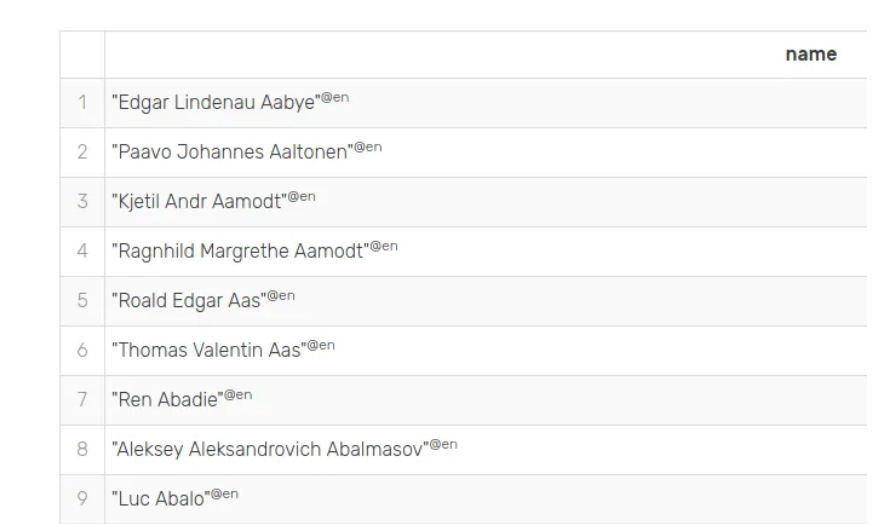 name
1 "Edgar Lindenau Aabye"@en
2 "Paavo Johannes Aaltonen"@en
3 "Kjetil Andr Aamodt"@en
4 "Ragnhild Margrethe Aamodt"@en
5 "Roald Edgar Aas"@en
6 "Thomas Valentin Aas"@en
7 "Ren Abadie"@en
8 "Aleksey Aleksandrovich Abalmasov"@en
9 "Luc Abalo"@en